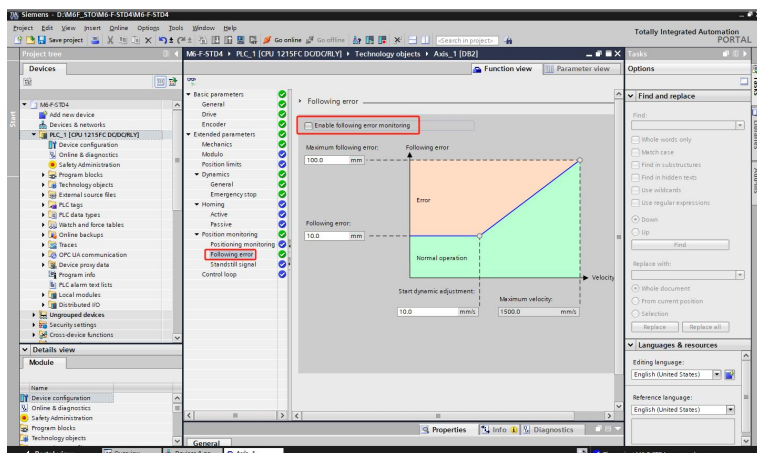 Siemens - D:\M6F_STO\M6-F-STD4\M6-F-STD4
Project Edit View Insert Online Options Tools Window Help
Totally Integrated Automation
PORTAL
Save project
Go online
Go offline
<Search in project>
Project tree
M6-F-STD4 ▸ PLC_1 [CPU 1215FC DC/DC/RLY] ▸ Technology objects ▸ Axis_1 [DB2]
Tasks
Devices
Function view
Parameter view
Options
Start
Tasks
Libraries
M6-F-STD4
Add new device
Devices & networks
PLC_1 [CPU 1215FC DC/DC/RLY]
Device configuration
Online & diagnostics
Safety Administration
Program blocks
Technology objects
External source files
PLC tags
PLC data types
Watch and force tables
Online backups
Traces
OPC UA communication
Device proxy data
Program info
PLC alarm text lists
Local modules
Distributed I/O
Ungrouped devices
Security settings
Cross-device functions
Details view
Module
Name
Device configuration
Online & diagnostics
Safety Administration
Program blocks
Technology objects
Basic parameters
General
Drive
Encoder
Extended parameters
Mechanics
Modulo
Position limits
Dynamics
General
Emergency stop
Homing
Active
Passive
Position monitoring
Positioning monitoring
Following error
Standstill signal
Control loop
Following error
Enable following error monitoring
Maximum following error:
Following error
100.0 mm
Error
Following error:
10.0 mm
Normal operation
Velocity
Start dynamic adjustment:
Maximum velocity:
10.0 mm/s
1500.0 mm/s
Properties
Info
Diagnostics
General
Find and replace
Find:
Whole words only
Match case
Find in substructures
Find in hidden texts
Use wildcards
Use regular expressions
Down
Up
Find
Replace with:
Whole document
From current position
Selection
Replace
Replace all
Languages & resources
Editing language:
English (United States)
Reference language:
English (United States)